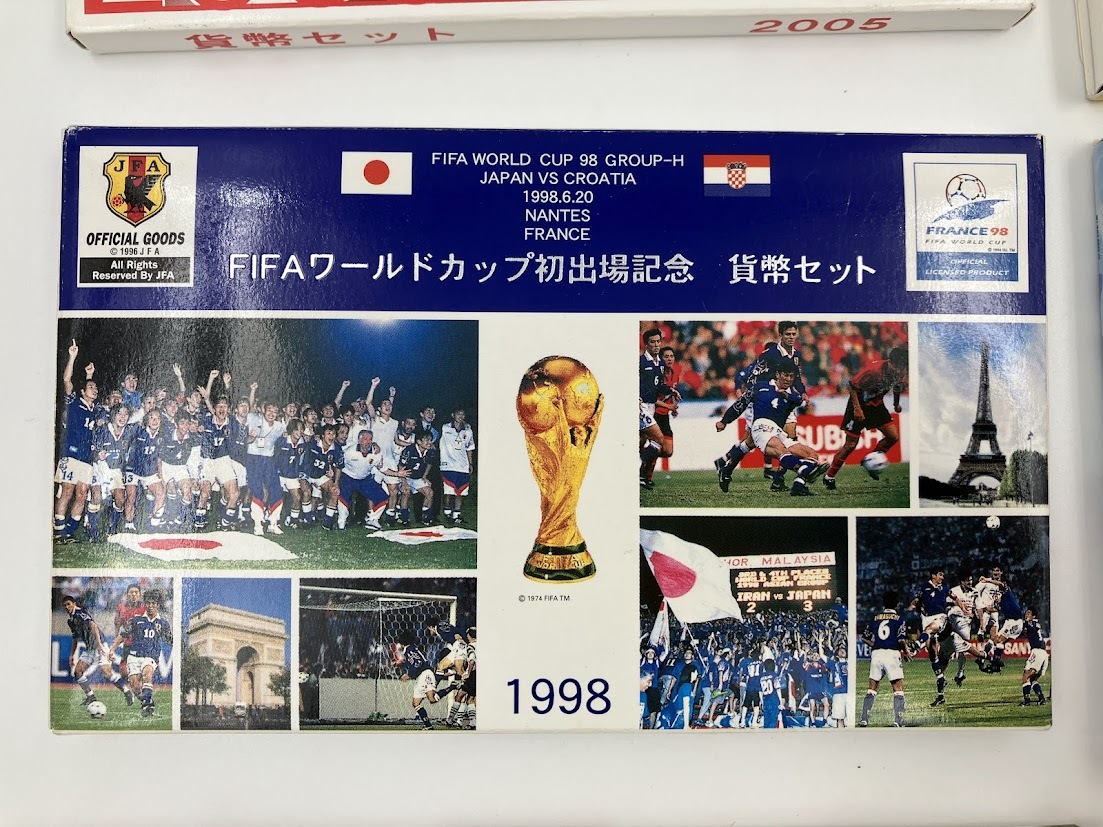 貨幣セット 2005
JFA
OFFICIAL GOODS
© 1996 J F A
All Rights
Reserved By JFA
FIFA WORLD CUP 98 GROUP-H
JAPAN VS CROATIA
1998.6.20
NANTES
FRANCE
FRANCE 98
FIFA WORLD CUP
OFFICIAL
LICENSED PRODUCT
FIFAワールドカップ初出場記念 貨幣セット
MALAYSIA
IRAN vs JAPAN
2 3
6
10
© 1974 FIFA TM
1998